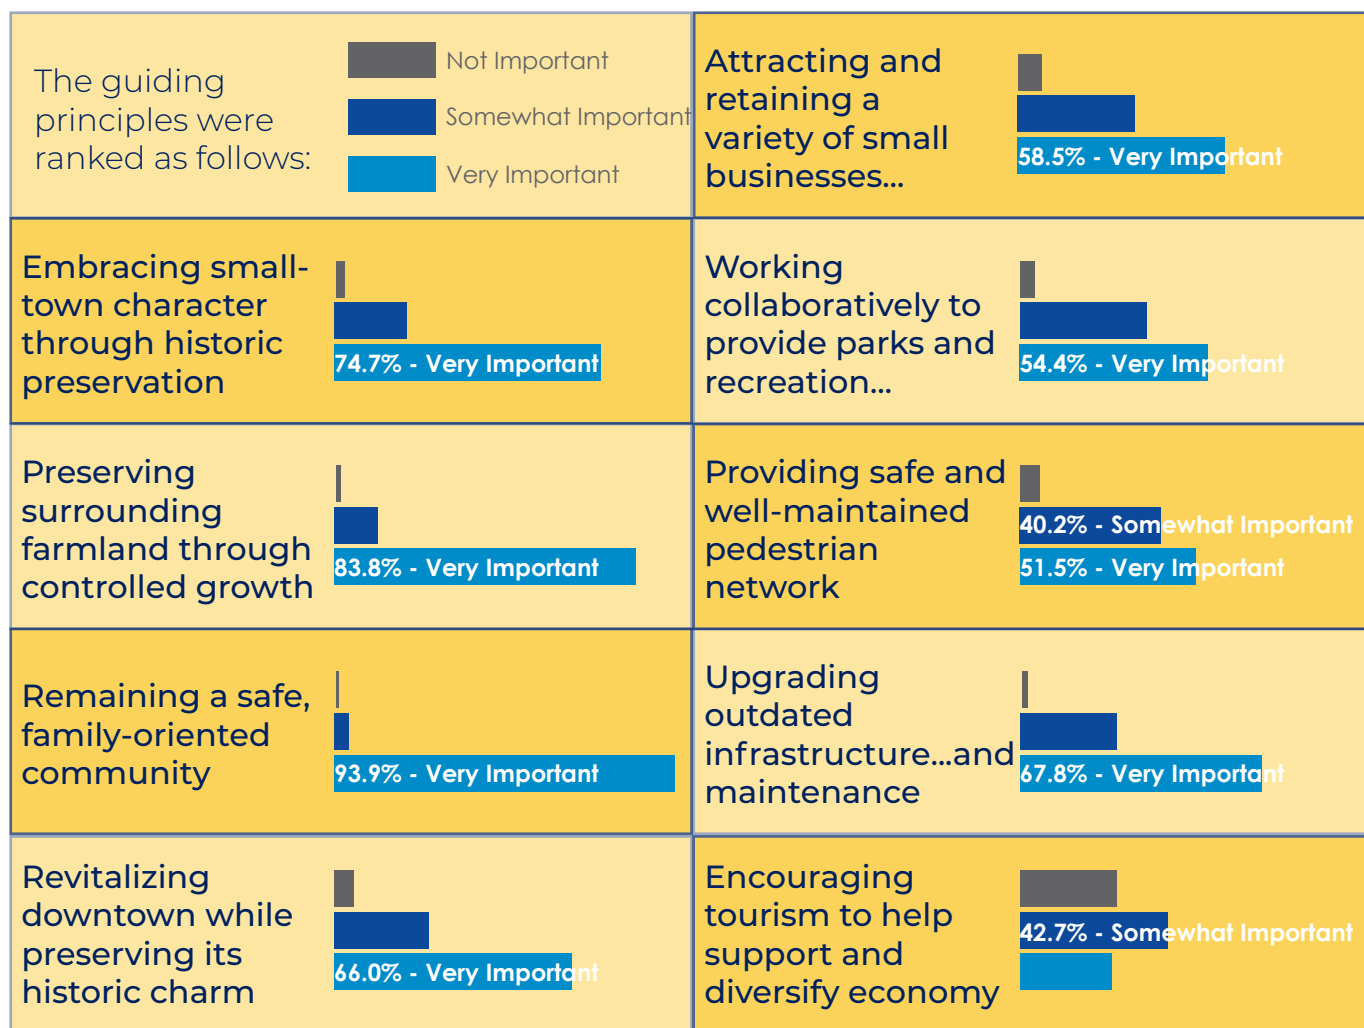 The guiding
principles were
ranked as follows:
Not Important
Somewhat Important
Very Important
Attracting and
retaining a
variety of small
businesses...
58.5% - Very Important
Embracing small-
town character
through historic
preservation
74.7% - Very Important
Working
collaboratively to
provide parks and
recreation...
54.4% - Very Important
Preserving
surrounding
farmland through
controlled growth
83.8% - Very Important
Providing safe and
well-maintained
pedestrian
network
40.2% - Somewhat Important
51.5% - Very Important
Remaining a safe,
family-oriented
community
93.9% - Very Important
Upgrading
outdated
infrastructure...and
maintenance
67.8% - Very Important
Revitalizing
downtown while
preserving its
historic charm
66.0% - Very Important
Encouraging
tourism to help
support and
diversify economy
42.7% - Somewhat Important